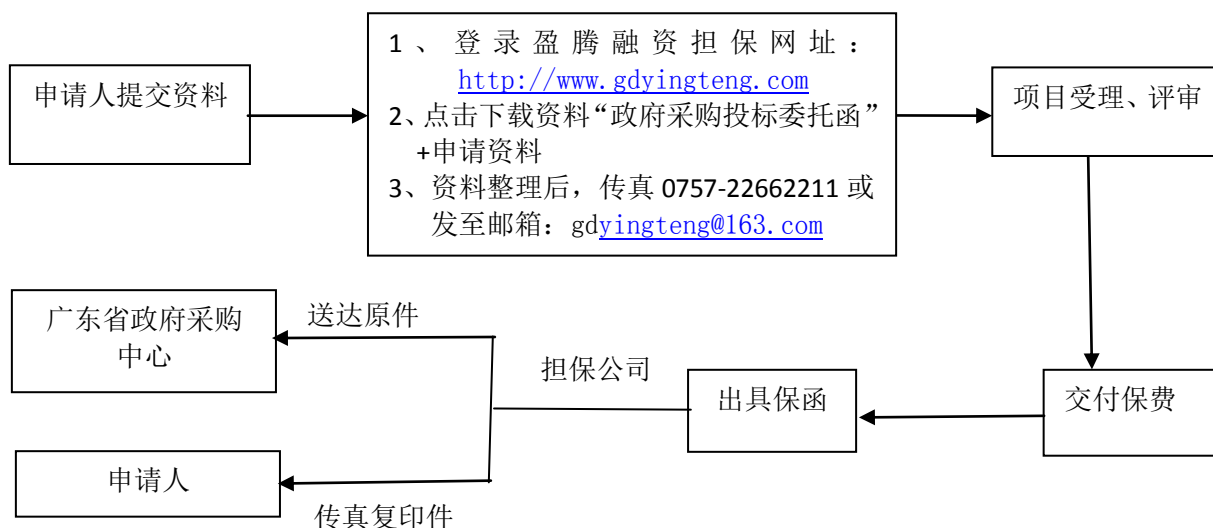 申请人提交资料
1、登录盈腾融资担保网址：
http://www.gdyingteng.com
2、点击下载资料“政府采购投标委托函”
+申请资料
3、资料整理后，传真 0757-22662211 或
发至邮箱：gdyingteng@163.com
项目受理、评审
广东省政府采购
中心
送达原件
担保公司
出具保函
交付保费
申请人
传真复印件